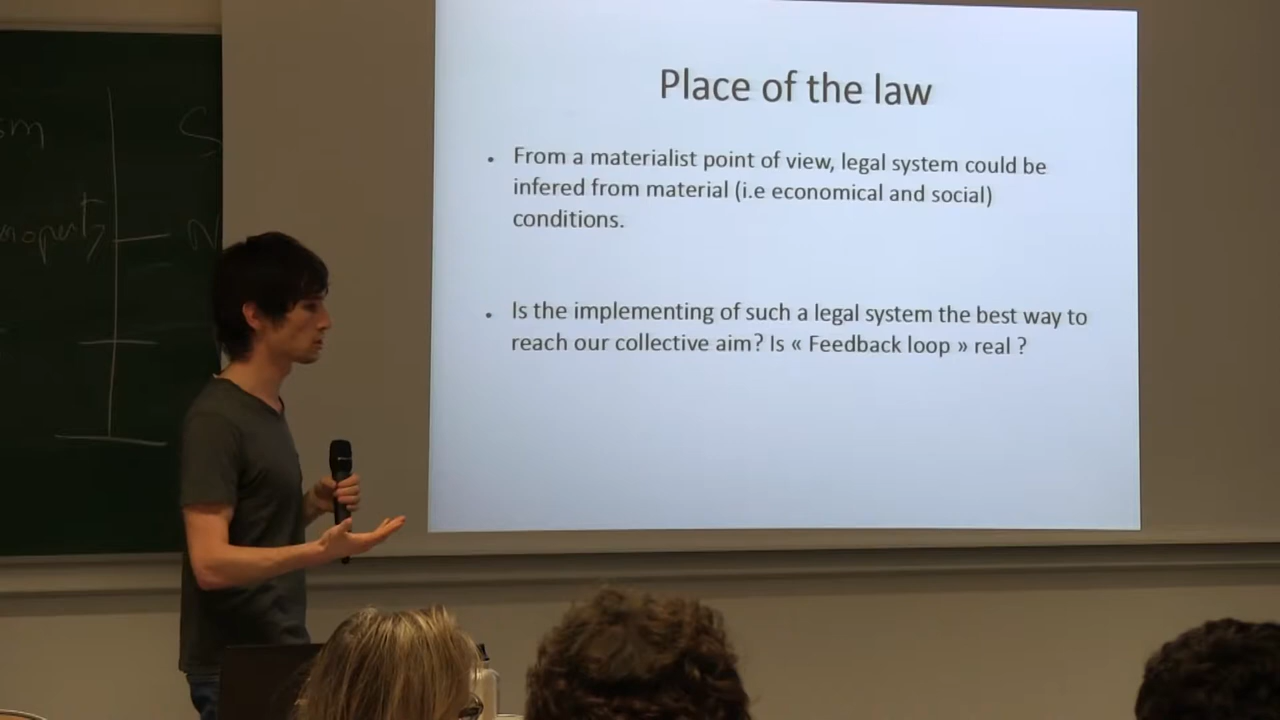 Place of the law
• From a materialist point of view, legal system could be
infered from material (i.e economical and social)
conditions.
• Is the implementing of such a legal system the best way to
reach our collective aim? Is « Feedback loop » real ?
sm
S
N